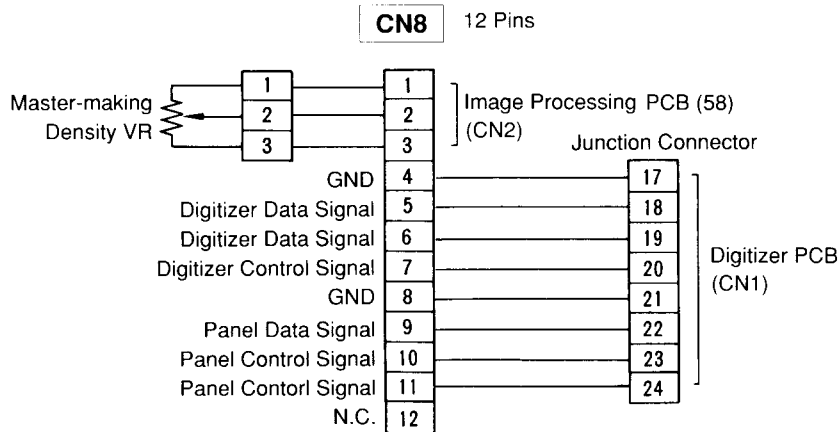 CN8 12 Pins
Master-making
Density VR
1 1
2 2
3 3
Image Processing PCB (58)
(CN2)
Junction Connector
GND 4 17
Digitizer Data Signal 5 18
Digitizer Data Signal 6 19
Digitizer Control Signal 7 20
GND 8 21
Panel Data Signal 9 22
Panel Control Signal 10 23
Panel Contorl Signal 11 24
N.C. 12
Digitizer PCB
(CN1)